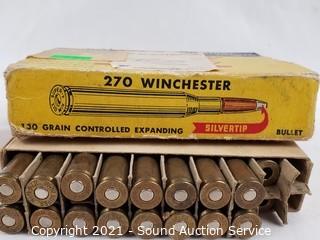 270 WINCHESTER
130 GRAIN CONTROLLED EXPANDING SILVERTIP BULLET
Copyright 2021 - Sound Auction Service